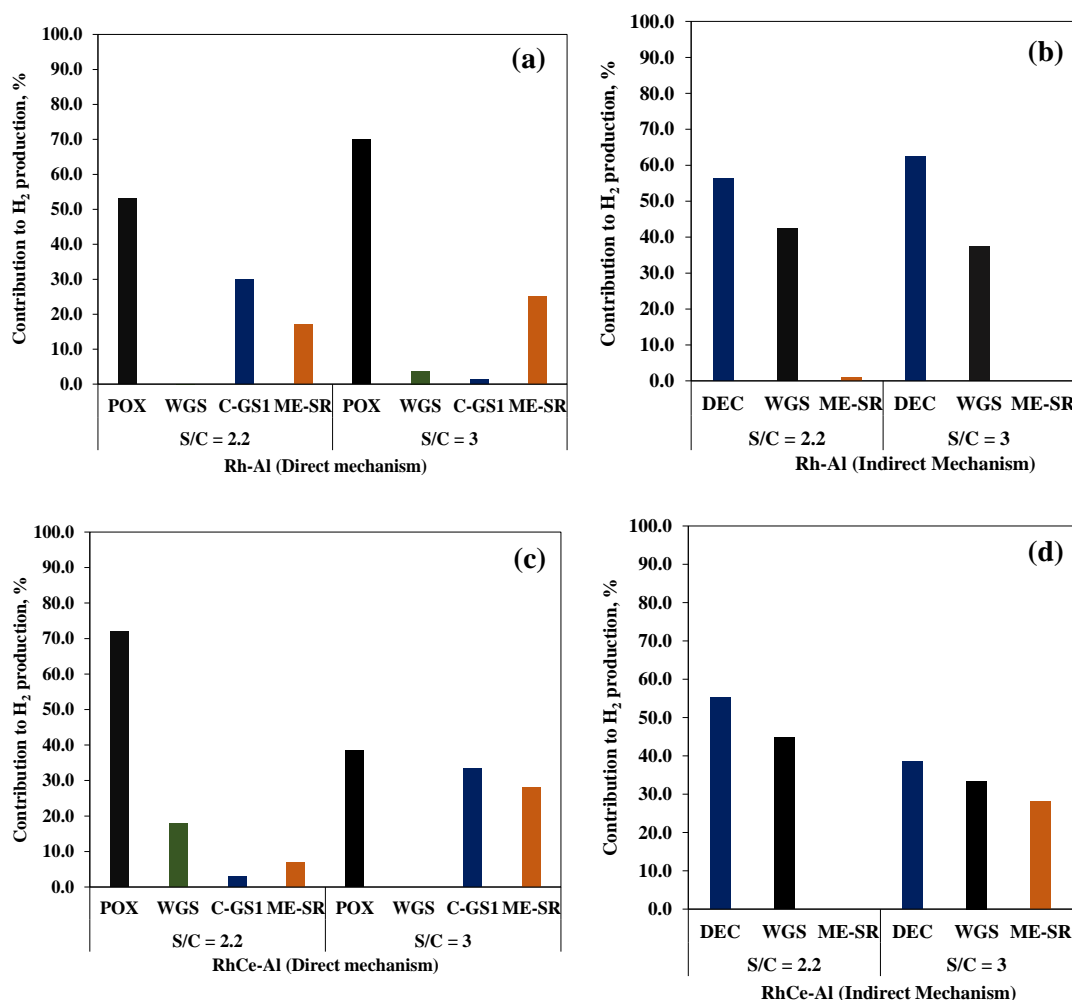 (a)
Contribution to H2 production, %
100.0
90.0
80.0
70.0
60.0
50.0
40.0
30.0
20.0
10.0
0.0
POX WGS C-GS1 ME-SR POX WGS C-GS1 ME-SR
S/C = 2.2 S/C = 3
Rh-Al (Direct mechanism)
(b)
Contribution to H2 production, %
100.0
90.0
80.0
70.0
60.0
50.0
40.0
30.0
20.0
10.0
0.0
DEC WGS ME-SR DEC WGS ME-SR
S/C = 2.2 S/C = 3
Rh-Al (Indirect Mechanism)
(c)
Contribution to H2 production, %
100.0
90.0
80.0
70.0
60.0
50.0
40.0
30.0
20.0
10.0
0.0
POX WGS C-GS1 ME-SR POX WGS C-GS1 ME-SR
S/C = 2.2 S/C = 3
RhCe-Al (Direct mechanism)
(d)
Contribution to H2 production, %
100.0
90.0
80.0
70.0
60.0
50.0
40.0
30.0
20.0
10.0
0.0
DEC WGS ME-SR DEC WGS ME-SR
S/C = 2.2 S/C = 3
RhCe-Al (Indirect Mechanism)